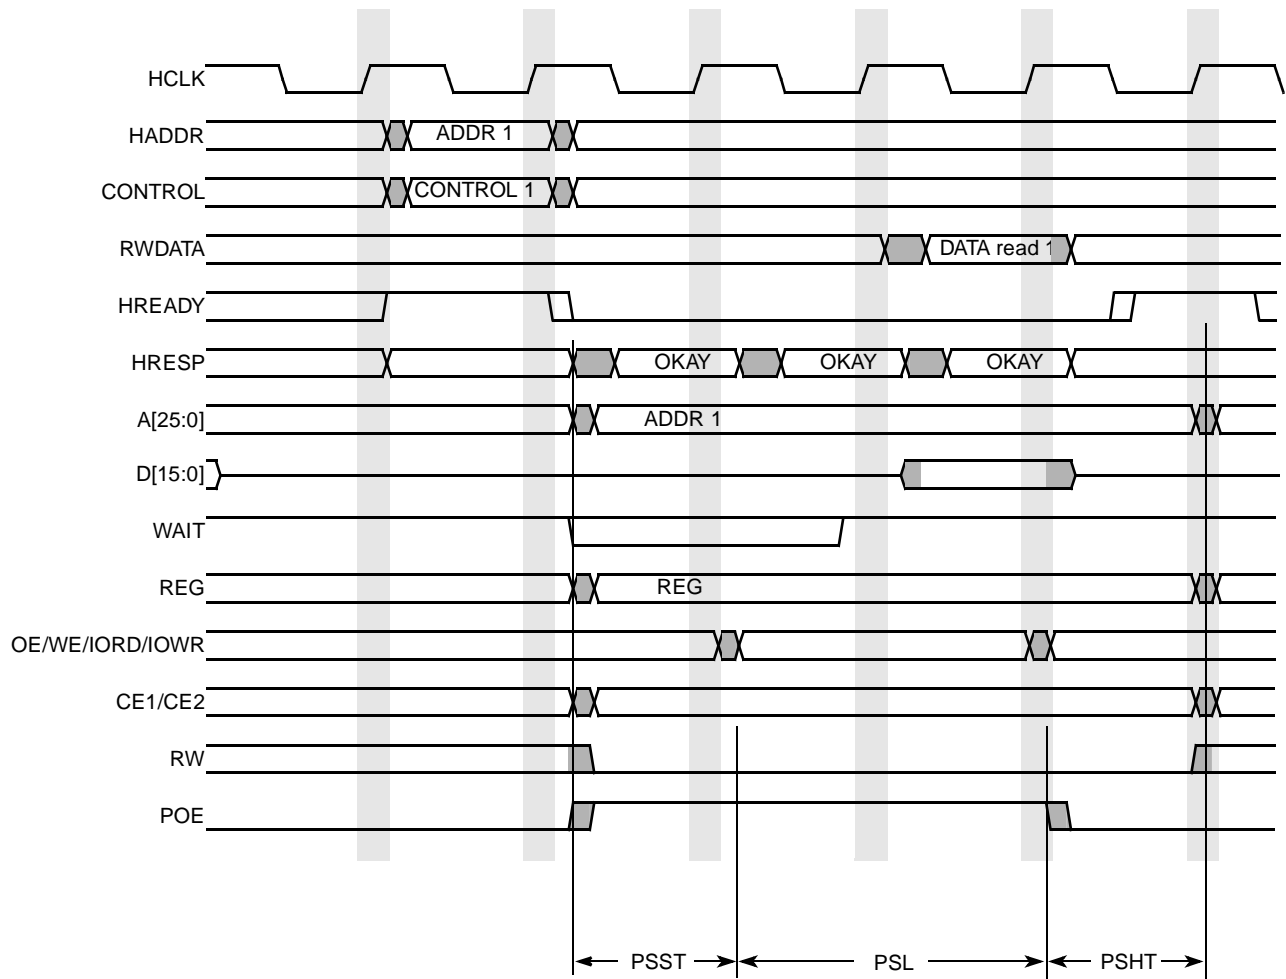 HCLK
HADDR ADDR 1
CONTROL CONTROL 1
RWDATA DATA read 1
HREADY
HRESP OKAY OKAY OKAY
A[25:0] ADDR 1
D[15:0]
WAIT
REG REG
OE/WE/IORD/IOWR
CE1/CE2
RW
POE
PSST PSL PSHT